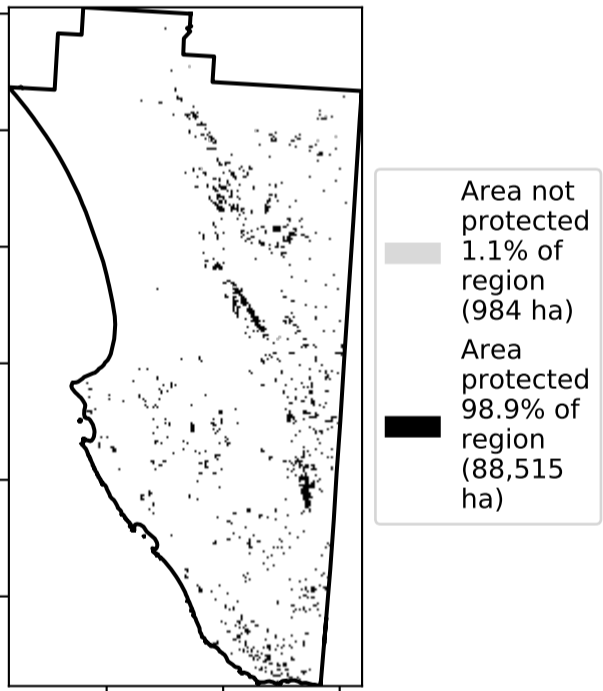 Area not
protected
1.1% of
region
(984 ha)
Area
protected
98.9% of
region
(88,515
ha)